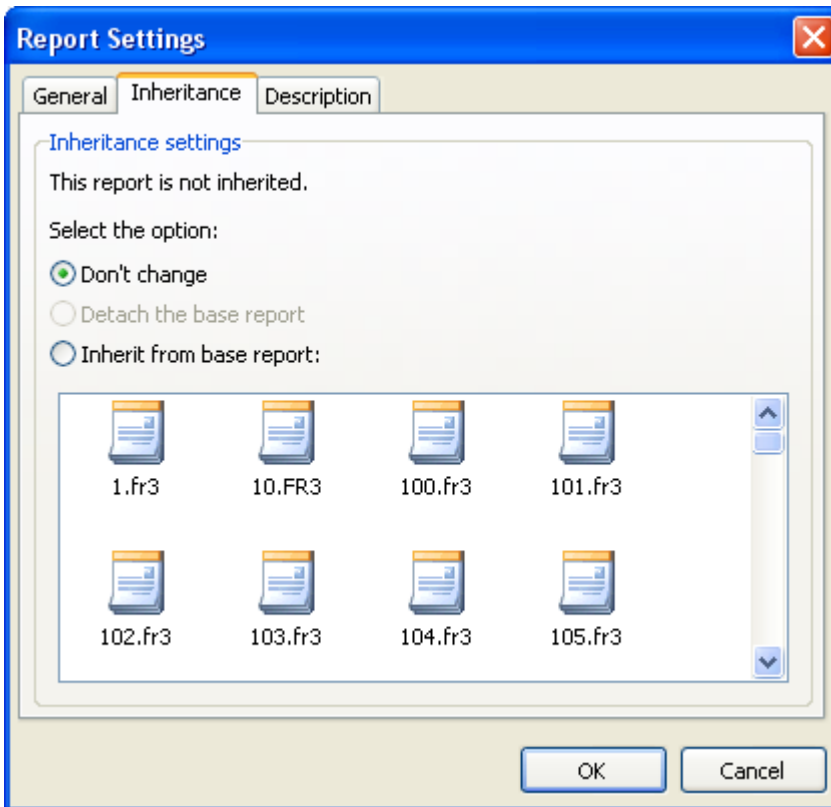 Report Settings
General Inheritance Description
Inheritance settings
This report is not inherited.
Select the option:
Don't change
Detach the base report
Inherit from base report:
1.fr3 10.FR3 100.fr3 101.fr3
102.fr3 103.fr3 104.fr3 105.fr3
OK Cancel